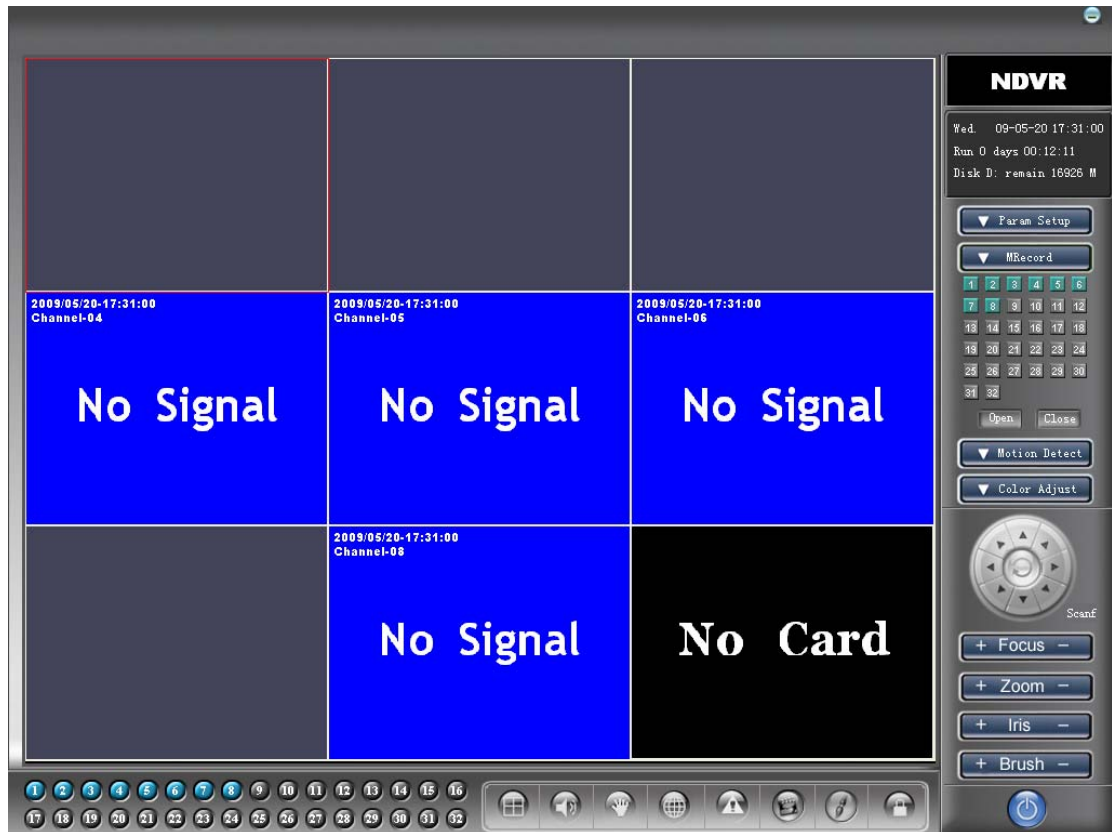 NDVR
Wed. 09-05-20 17:31:00
Run 0 days 00:12:11
Disk D: remain 16926 M
Param Setup
MRecord
1 2 3 4 5 6
7 8 9 10 11 12
13 14 15 16 17 18
19 20 21 22 23 24
25 26 27 28 29 30
31 32
Open Close
Motion Detect
Color Adjust
Scanf
+ Focus −
+ Zoom −
+ Iris −
+ Brush −
2009/05/20-17:31:00
Channel-04
No Signal
2009/05/20-17:31:00
Channel-05
No Signal
2009/05/20-17:31:00
Channel-06
No Signal
2009/05/20-17:31:00
Channel-08
No Signal
No Card
1 2 3 4 5 6 7 8 9 10 11 12 13 14 15 16
17 18 19 20 21 22 23 24 25 26 27 28 29 30 31 32